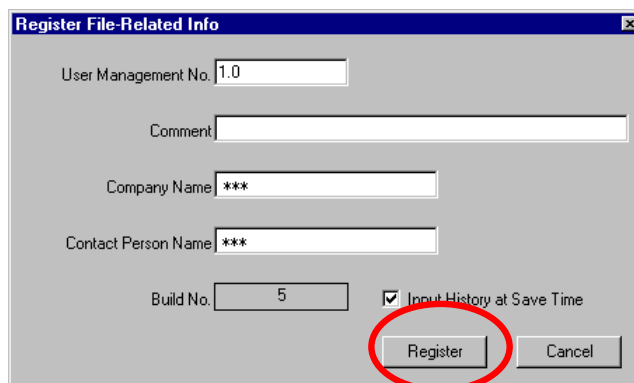 Register File-Related Info
User Management No. 1.0
Comment
Company Name ***
Contact Person Name ***
Build No. 5 Input History at Save Time
Register Cancel